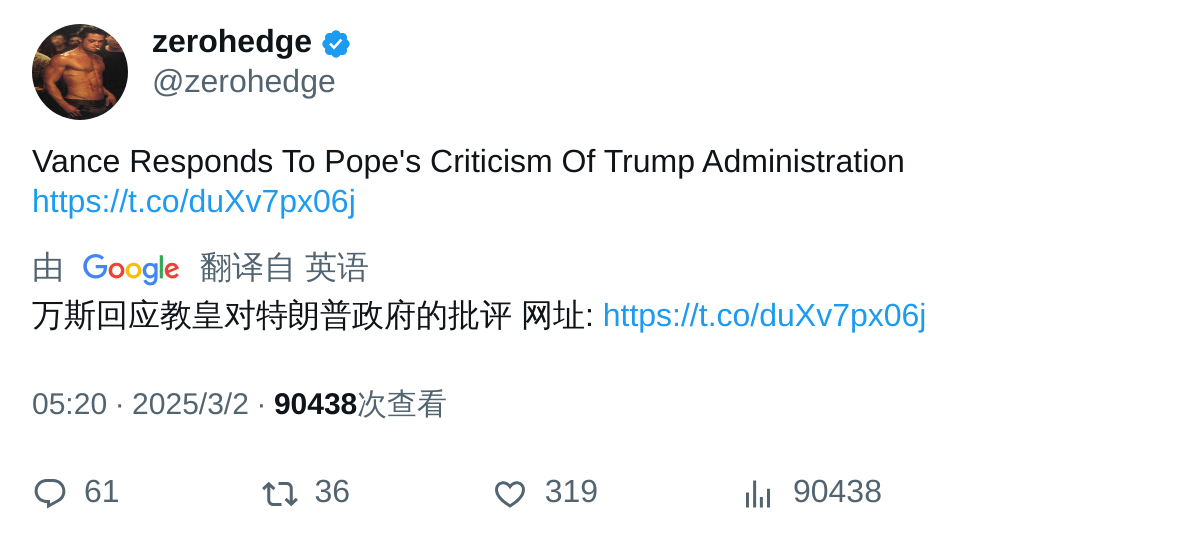 zerohedge
@zerohedge
Vance Responds To Pope's Criticism Of Trump Administration
https://t.co/duXv7px06j
由 Google 翻译自 英语
万斯回应教皇对特朗普政府的批评 网址: https://t.co/duXv7px06j
05:20 · 2025/3/2 · 90438次查看
61 36 319 90438